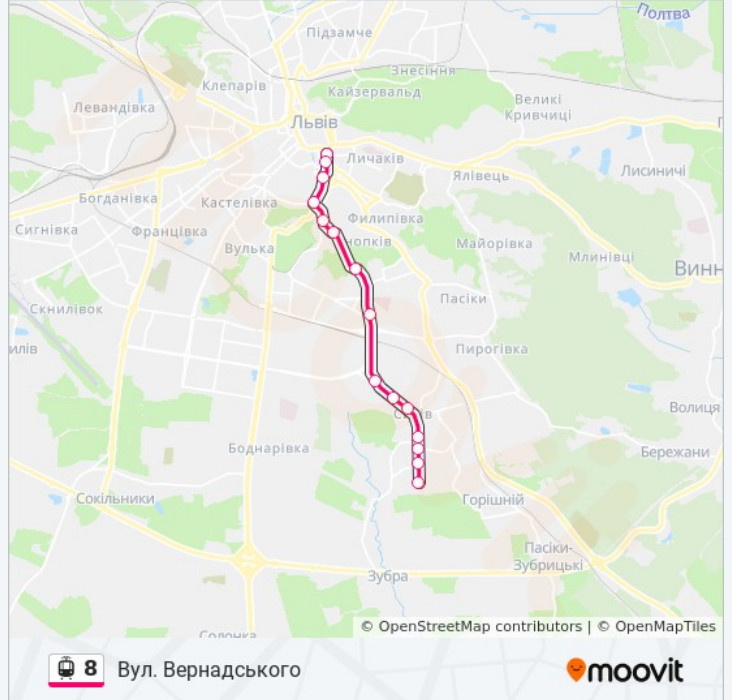 Полтва
Підзамче
Знесіння
Клепарів
Кайзервальд
Великі
Кривчиці
Левандівка
Львів
Личаків
Лисиничі
Ялівець
Богданівка
Кастелівка
Филипівка
Сигнівка
Францівка
Вулька
нопків
Майорівка
Млинівці
Винн
Пасіки
Скнилівок
илів
Пирогівка
Волиця
Боднарівка
Бережани
Сокільники
Горішній
Пасіки-
Зубрицькі
Зубра
Солонка
© OpenStreetMap contributors | © OpenMapTiles
8 Вул. Вернадського
moovit